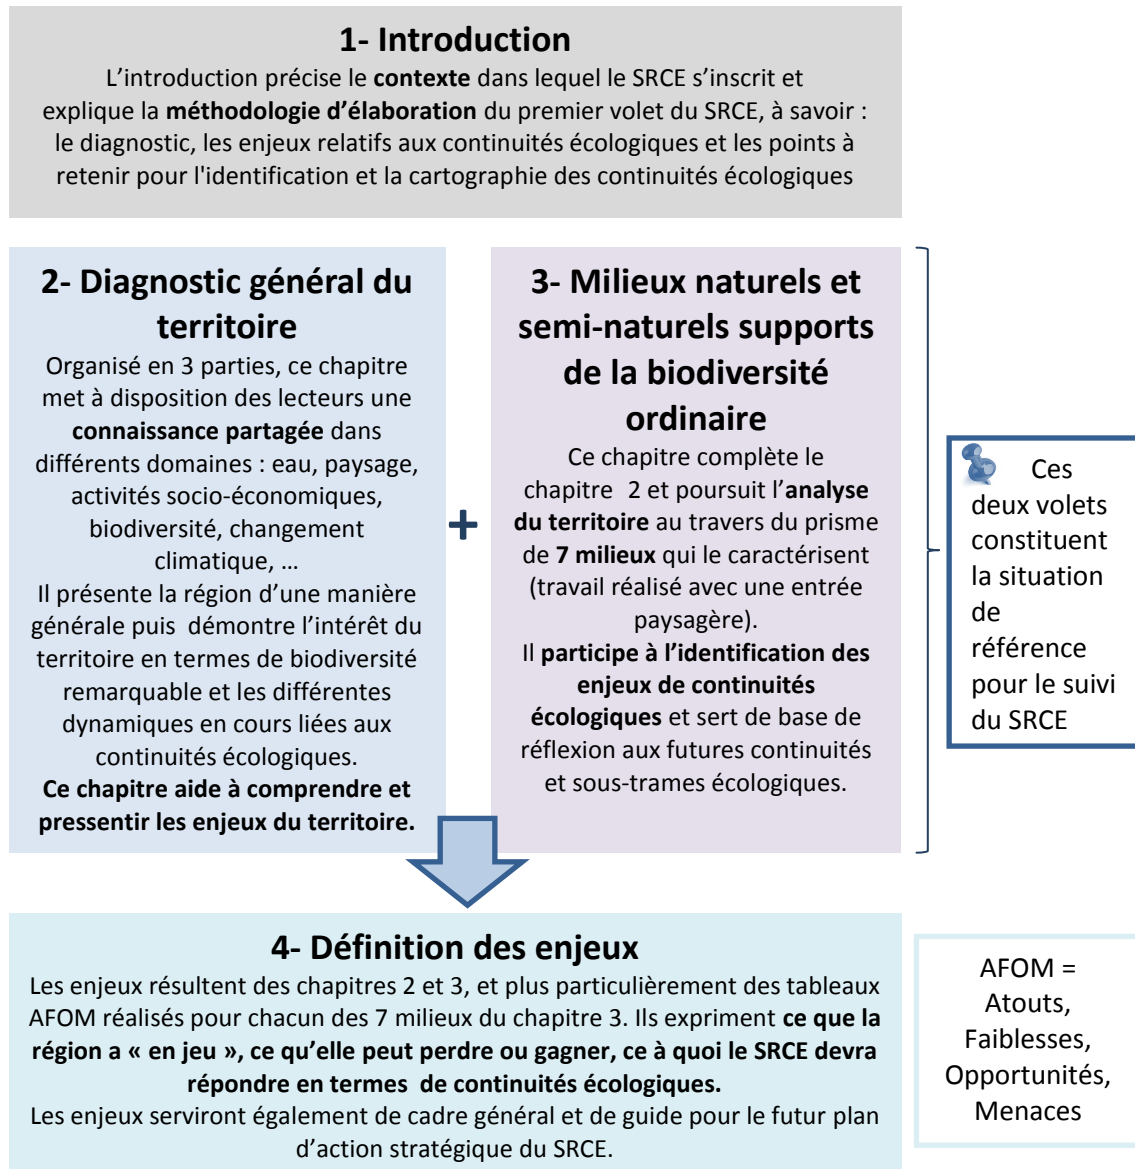 1- Introduction
L'introduction précise le contexte dans lequel le SRCE s'inscrit et
explique la méthodologie d'élaboration du premier volet du SRCE, à savoir :
le diagnostic, les enjeux relatifs aux continuités écologiques et les points à
retenir pour l'identification et la cartographie des continuités écologiques
2- Diagnostic général du
territoire
Organisé en 3 parties, ce chapitre
met à disposition des lecteurs une
connaissance partagée dans
différents domaines : eau, paysage,
activités socio-économiques,
biodiversité, changement
climatique, …
Il présente la région d'une manière
générale puis démontre l'intérêt du
territoire en termes de biodiversité
remarquable et les différentes
dynamiques en cours liées aux
continuités écologiques.
Ce chapitre aide à comprendre et
pressentir les enjeux du territoire.
+
3- Milieux naturels et
semi-naturels supports
de la biodiversité
ordinaire
Ce chapitre complète le
chapitre 2 et poursuit l'analyse
du territoire au travers du prisme
de 7 milieux qui le caractérisent
(travail réalisé avec une entrée
paysagère).
Il participe à l'identification des
enjeux de continuités
écologiques et sert de base de
réflexion aux futures continuités
et sous-trames écologiques.
Ces
deux volets
constituent
la situation
de
référence
pour le suivi
du SRCE
4- Définition des enjeux
Les enjeux résultent des chapitres 2 et 3, et plus particulièrement des tableaux
AFOM réalisés pour chacun des 7 milieux du chapitre 3. Ils expriment ce que la
région a « en jeu », ce qu'elle peut perdre ou gagner, ce à quoi le SRCE devra
répondre en termes de continuités écologiques.
Les enjeux serviront également de cadre général et de guide pour le futur plan
d'action stratégique du SRCE.
AFOM =
Atouts,
Faiblesses,
Opportunités,
Menaces